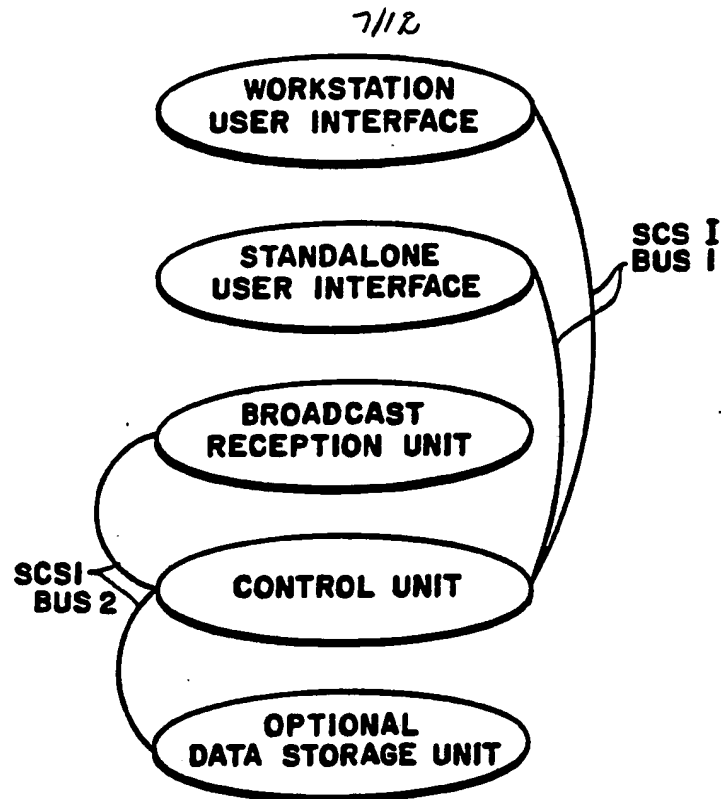 7/12
WORKSTATION
USER INTERFACE
STANDALONE
USER INTERFACE
SCS I
BUS 1
BROADCAST
RECEPTION UNIT
CONTROL UNIT
SCSI
BUS 2
OPTIONAL
DATA STORAGE UNIT